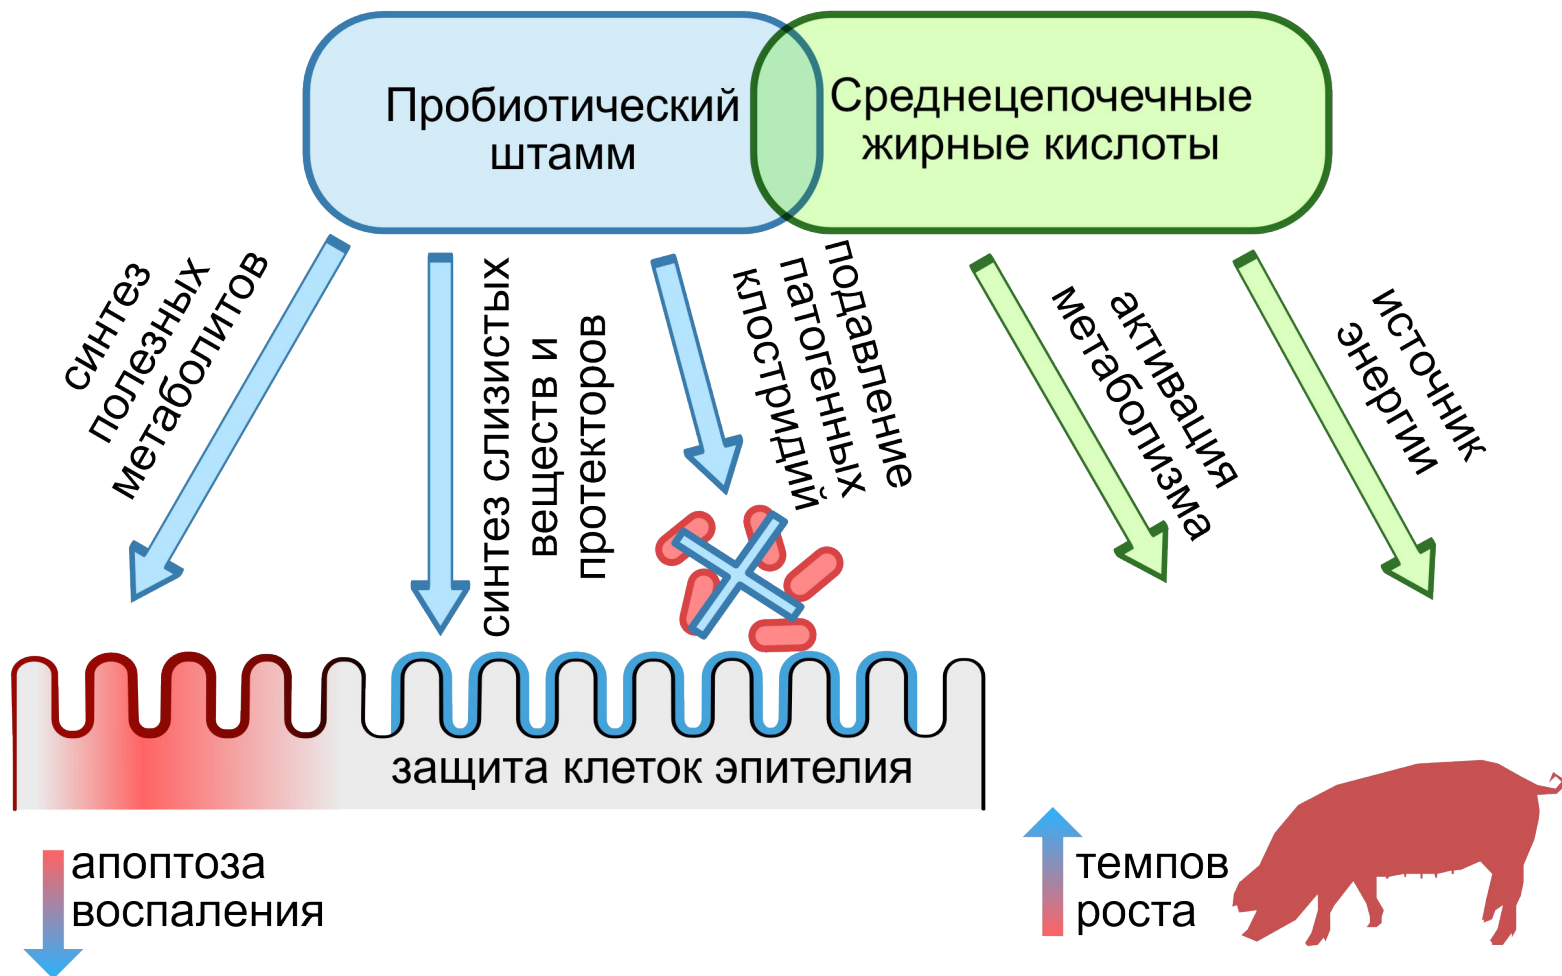 Пробиотический
штамм
Среднецепочечные
жирные кислоты
синтез
полезных
метаболитов
синтез слизистых
веществ и
протекторов
подавление
патогенных
клостридий
активация
метаболизма
источник
энергии
защита клеток эпителия
апоптоза
воспаления
темпов
роста